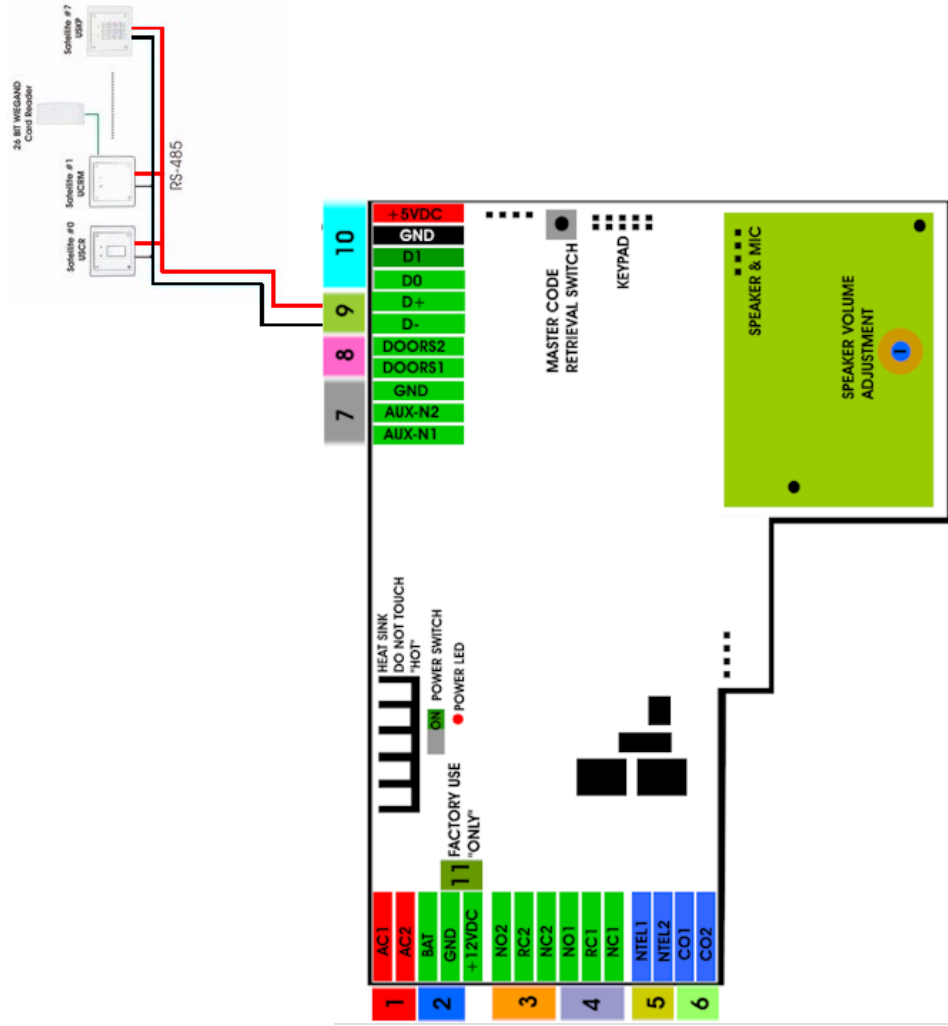 Satellite #7
USKP
26 BIT WIEGAND
Card Reader
Satellite #1
UCRM
Satellite #0
USCR
RS-485
10
9
8
7
+5VDC
GND
D1
D0
D+
D-
DOORS2
DOORS1
GND
AUX-N2
AUX-N1
MASTER CODE
RETRIEVAL SWITCH
KEYPAD
SPEAKER & MIC
SPEAKER VOLUME
ADJUSTMENT
HEAT SINK
DO NOT TOUCH
"HOT"
ON
POWER SWITCH
POWER LED
11
FACTORY USE
"ONLY"
AC1
AC2
BAT
GND
+12VDC
NO2
RC2
NC2
NO1
RC1
NC1
NTEL1
NTEL2
CO1
CO2
1
2
3
4
5
6